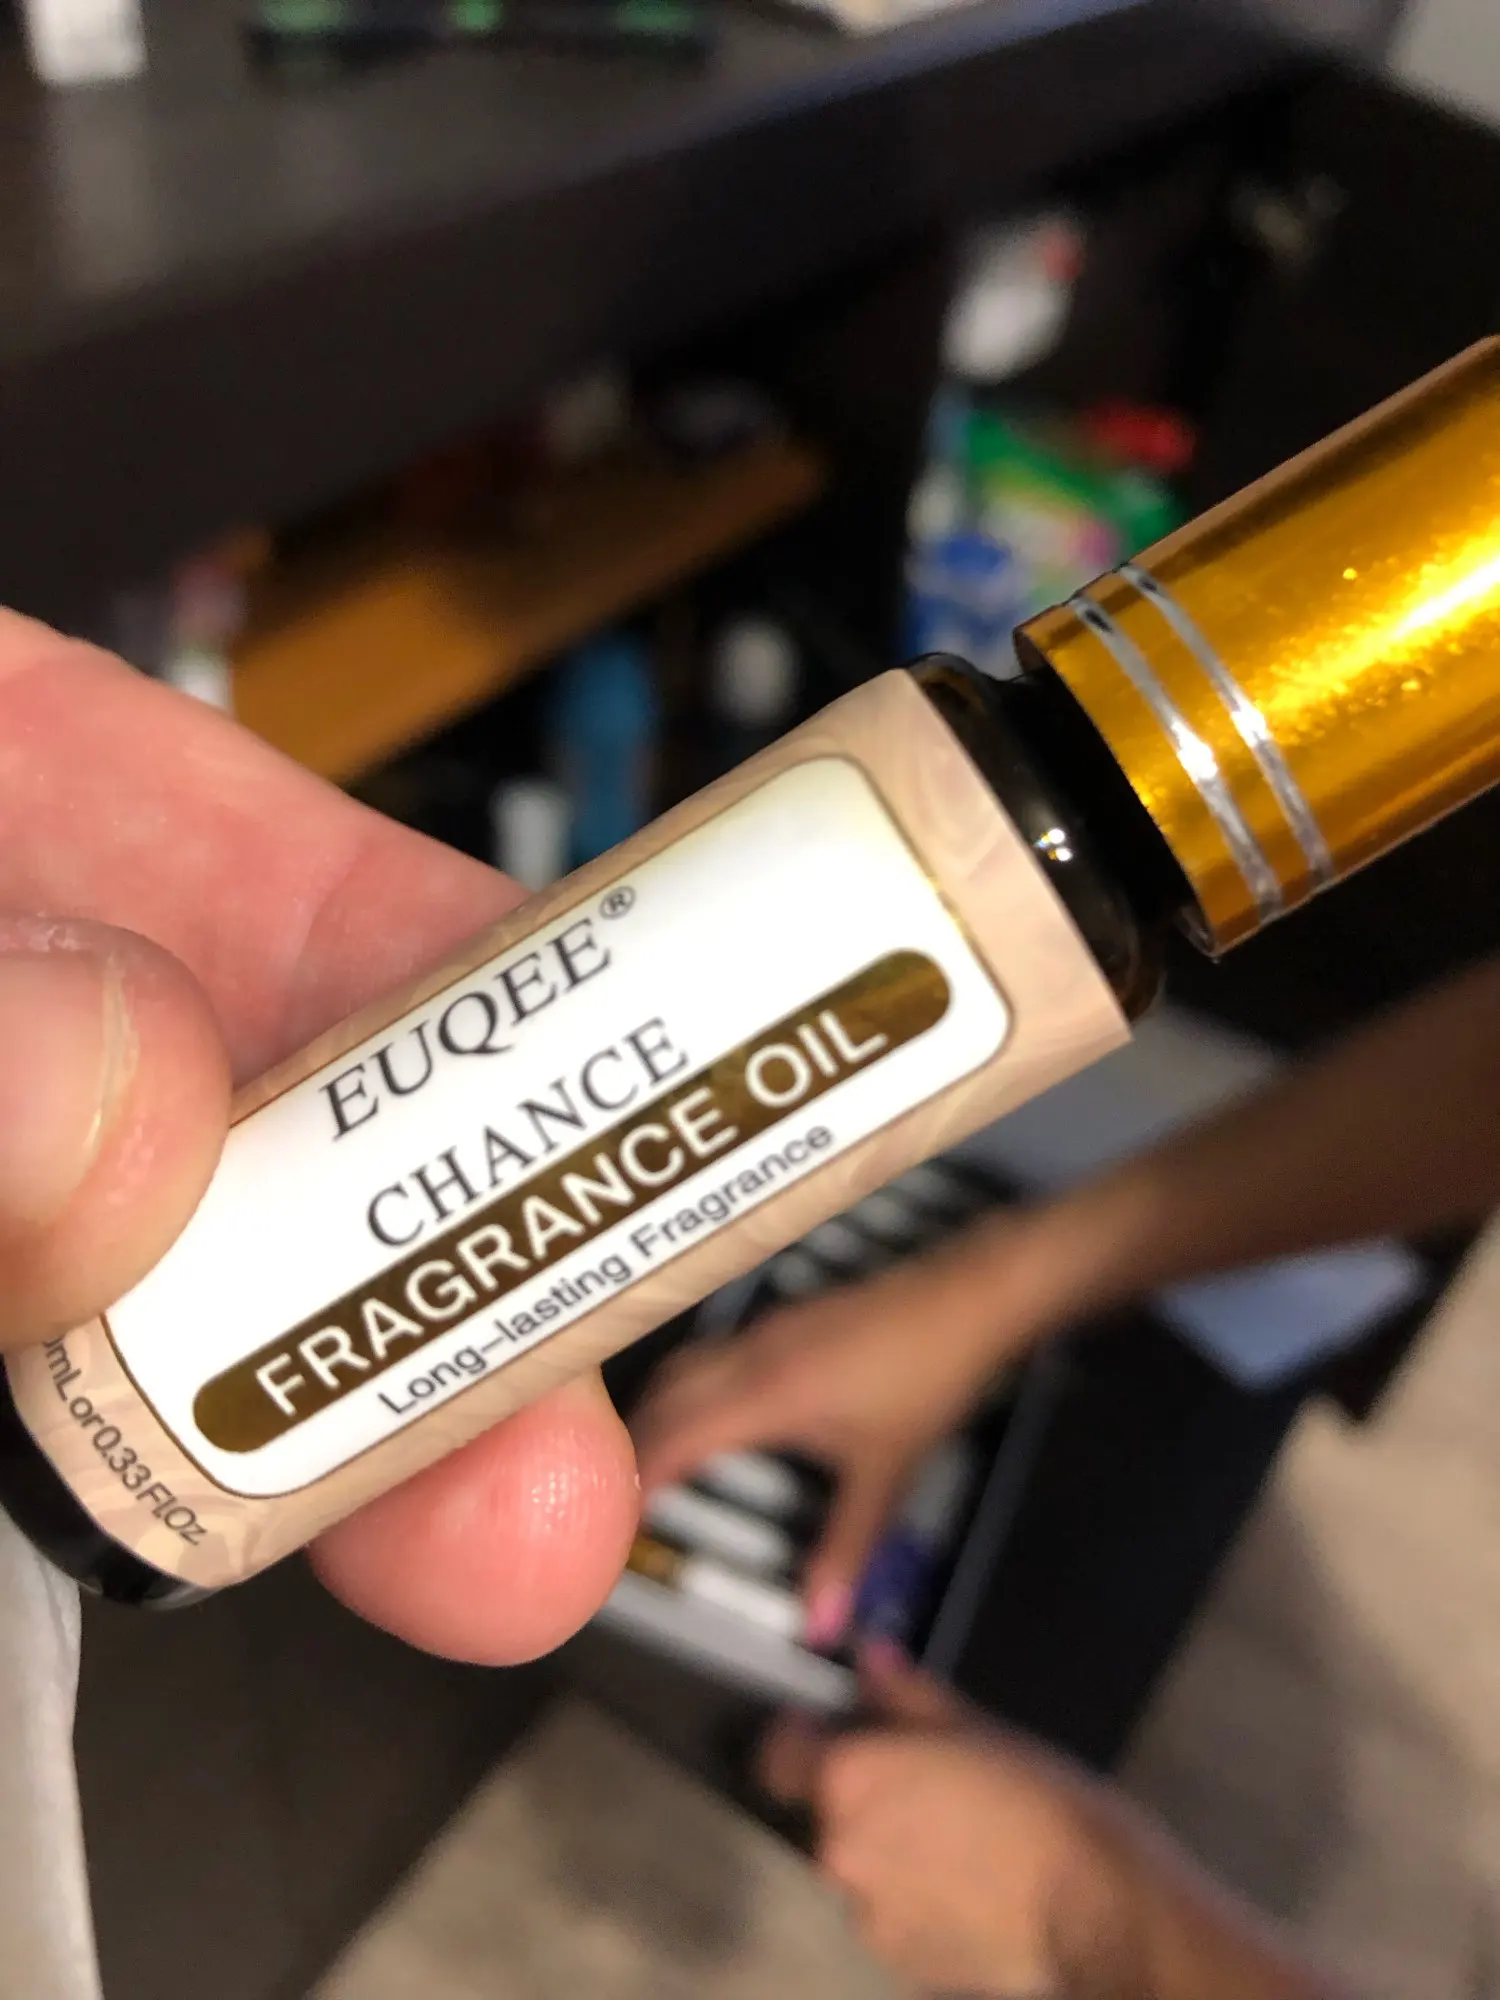 EUQEE®
CHANCE
FRAGRANCE OIL
Long-lasting Fragrance
mL or 0.33 Fl Oz